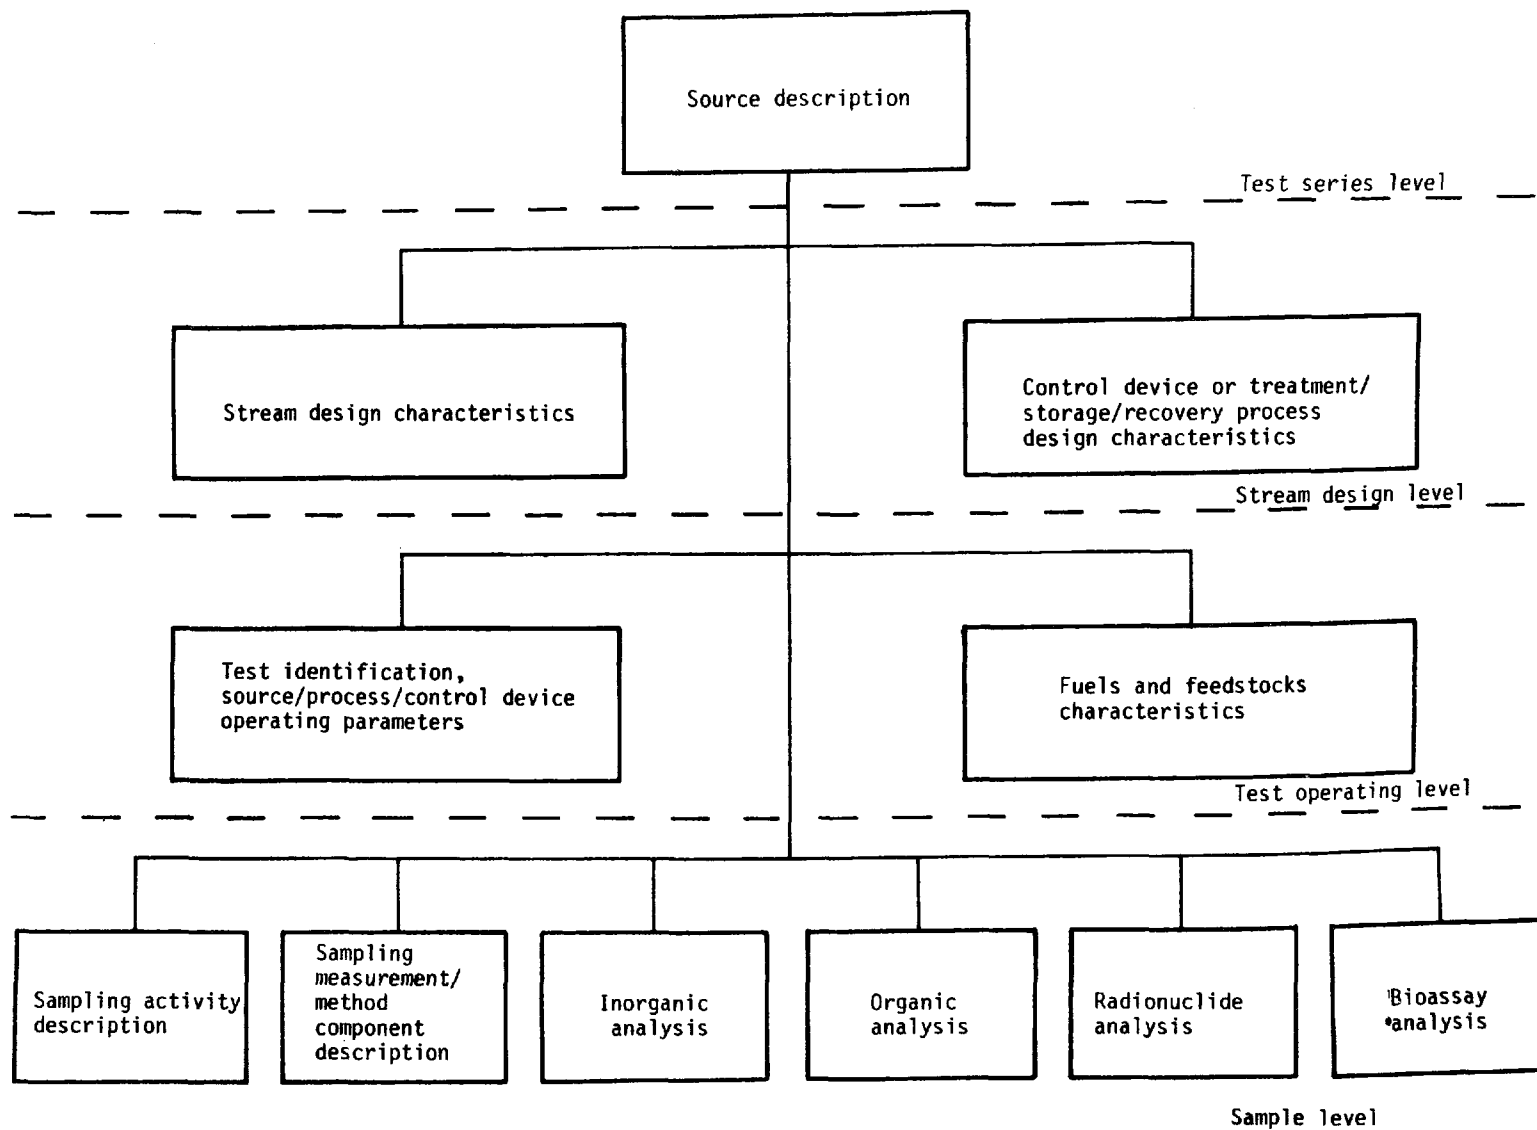 Source description
Test series level
Stream design characteristics
Control device or treatment/
storage/recovery process
design characteristics
Stream design level
Test identification,
source/process/control device
operating parameters
Fuels and feedstocks
characteristics
Test operating level
Sampling activity
description
Sampling
measurement/
method
component
description
Inorganic
analysis
Organic
analysis
Radionuclide
analysis
Bioassay
analysis
Sample level